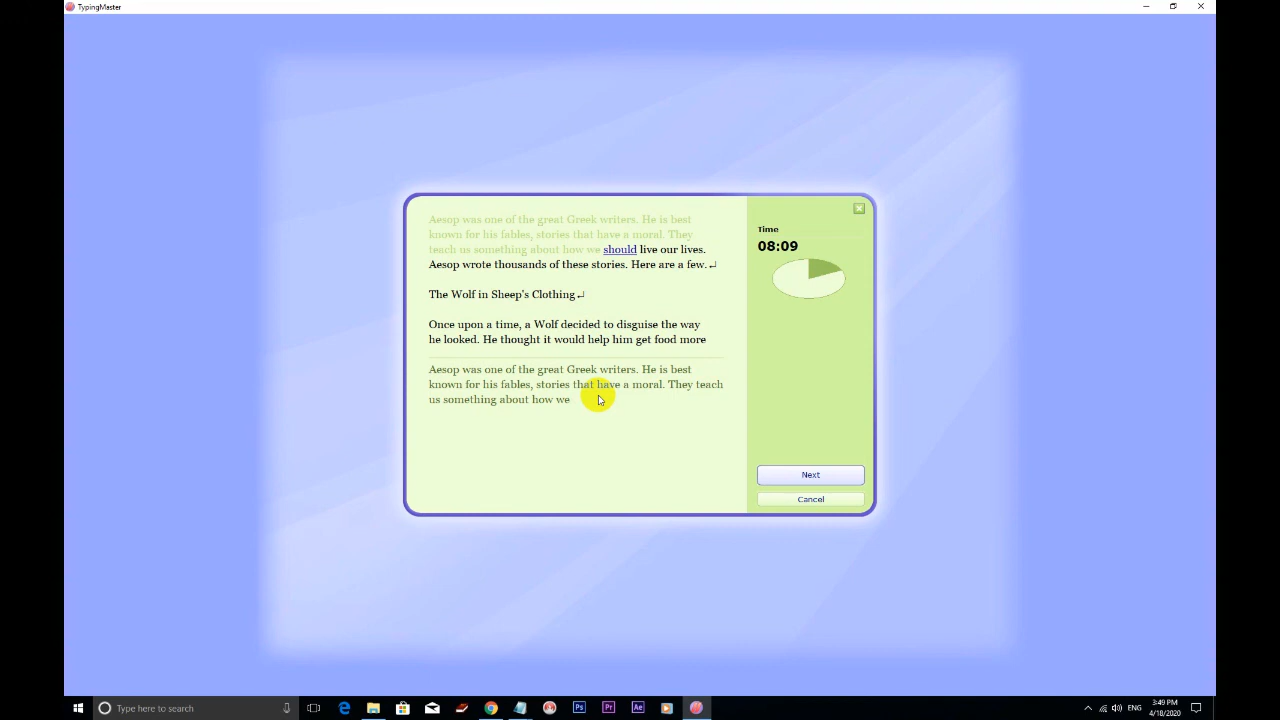 TypingMaster
Aesop was one of the great Greek writers. He is best
known for his fables, stories that have a moral. They
teach us something about how we should live our lives.
Aesop wrote thousands of these stories. Here are a few.↵
The Wolf in Sheep's Clothing↵
Once upon a time, a Wolf decided to disguise the way
he looked. He thought it would help him get food more
Aesop was one of the great Greek writers. He is best
known for his fables, stories that have a moral. They teach
us something about how we
Time
08:09
Next
Cancel
Type here to search
Ps
Pr
Ae
ENG
3:49 PM
4/18/2020